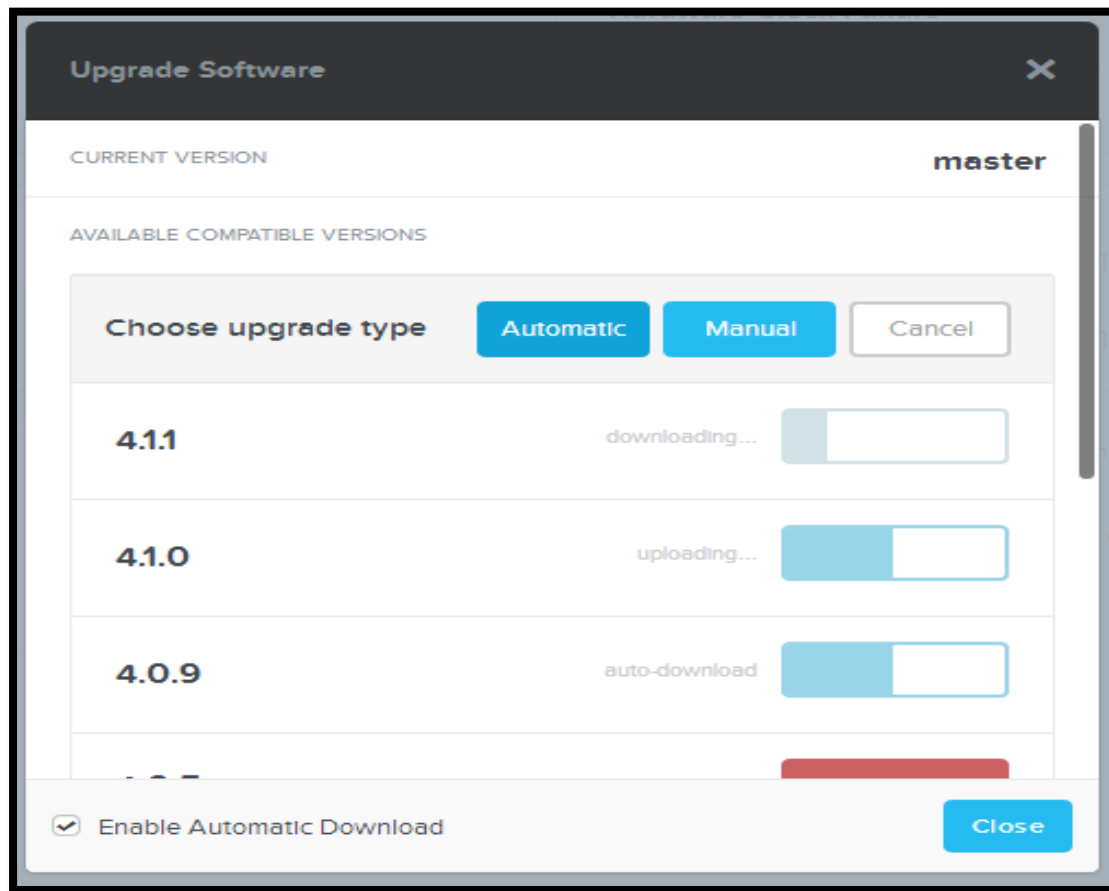 Upgrade Software
CURRENT VERSION master
AVAILABLE COMPATIBLE VERSIONS
Choose upgrade type Automatic Manual Cancel
4.1.1 downloading...
4.1.0 uploading...
4.0.9 auto-download
Enable Automatic Download Close